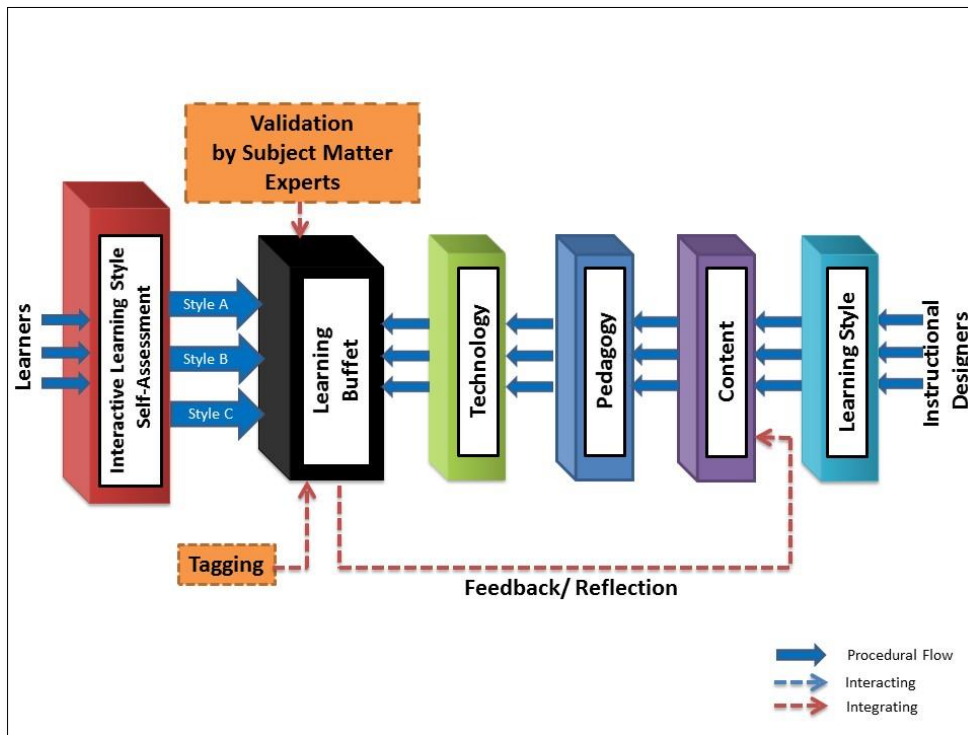 Validation
by Subject Matter
Experts
Learners
Interactive Learning Style
Self-Assessment
Style A
Style B
Style C
Learning
Buffet
Technology
Pedagogy
Content
Learning Style
Instructional
Designers
Tagging
Feedback/ Reflection
Procedural Flow
Interacting
Integrating